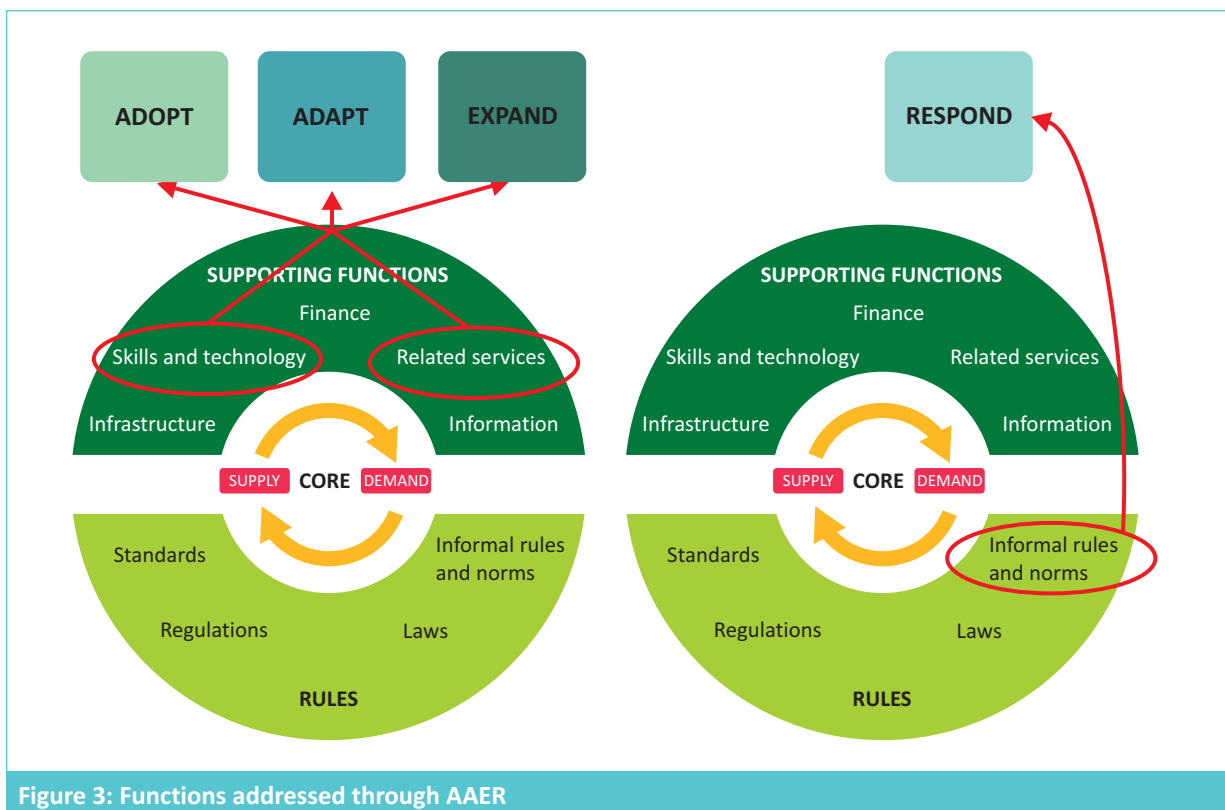 ADOPT
ADAPT
EXPAND
SUPPORTING FUNCTIONS
Finance
Skills and technology
Related services
Infrastructure
Information
SUPPLY
CORE
DEMAND
Standards
Informal rules
and norms
Regulations
Laws
RULES
RESPOND
SUPPORTING FUNCTIONS
Finance
Skills and technology
Related services
Infrastructure
Information
SUPPLY
CORE
DEMAND
Standards
Informal rules
and norms
Regulations
Laws
RULES
Figure 3: Functions addressed through AAER